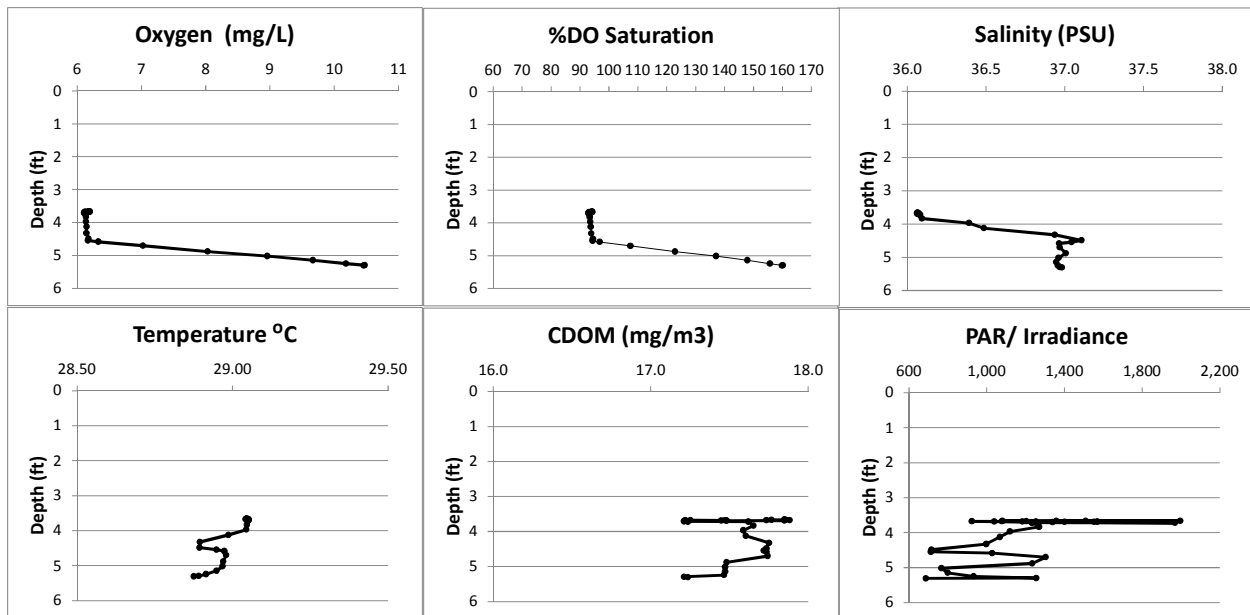 Oxygen (mg/L)
6 7 8 9 10 11
0
1
2
3
4
5
6
Depth (ft)
%DO Saturation
60 70 80 90 100 110 120 130 140 150 160 170
0
1
2
3
4
5
6
Depth (ft)
Salinity (PSU)
36.0 36.5 37.0 37.5 38.0
0
1
2
3
4
5
6
Depth (ft)
Temperature ⁰C
28.50 29.00 29.50
0
1
2
3
4
5
6
Depth (ft)
CDOM (mg/m3)
16.0 17.0 18.0
0
1
2
3
4
5
6
Depth (ft)
PAR/ Irradiance
600 1,000 1,400 1,800 2,200
0
1
2
3
4
5
6
Depth (ft)